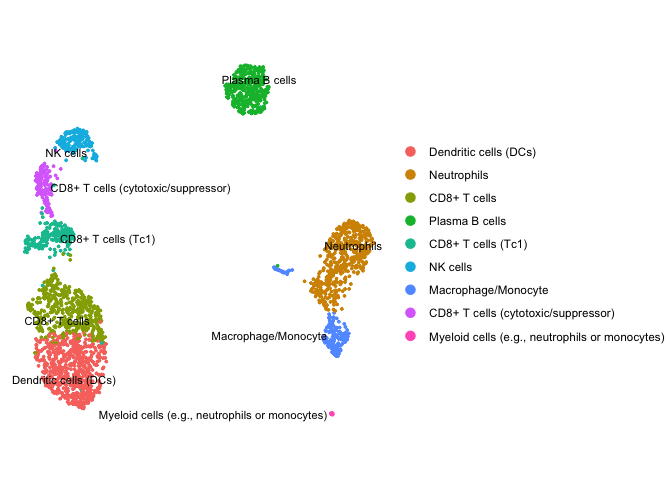 Plasma B cells
NK cells
CD8+ T cells (cytotoxic/suppressor)
CD8+ T cells (Tc1)
Neutrophils
CD8+ T cells
Macrophage/Monocyte
Dendritic cells (DCs)
Myeloid cells (e.g., neutrophils or monocytes)
Dendritic cells (DCs)
Neutrophils
CD8+ T cells
Plasma B cells
CD8+ T cells (Tc1)
NK cells
Macrophage/Monocyte
CD8+ T cells (cytotoxic/suppressor)
Myeloid cells (e.g., neutrophils or monocytes)